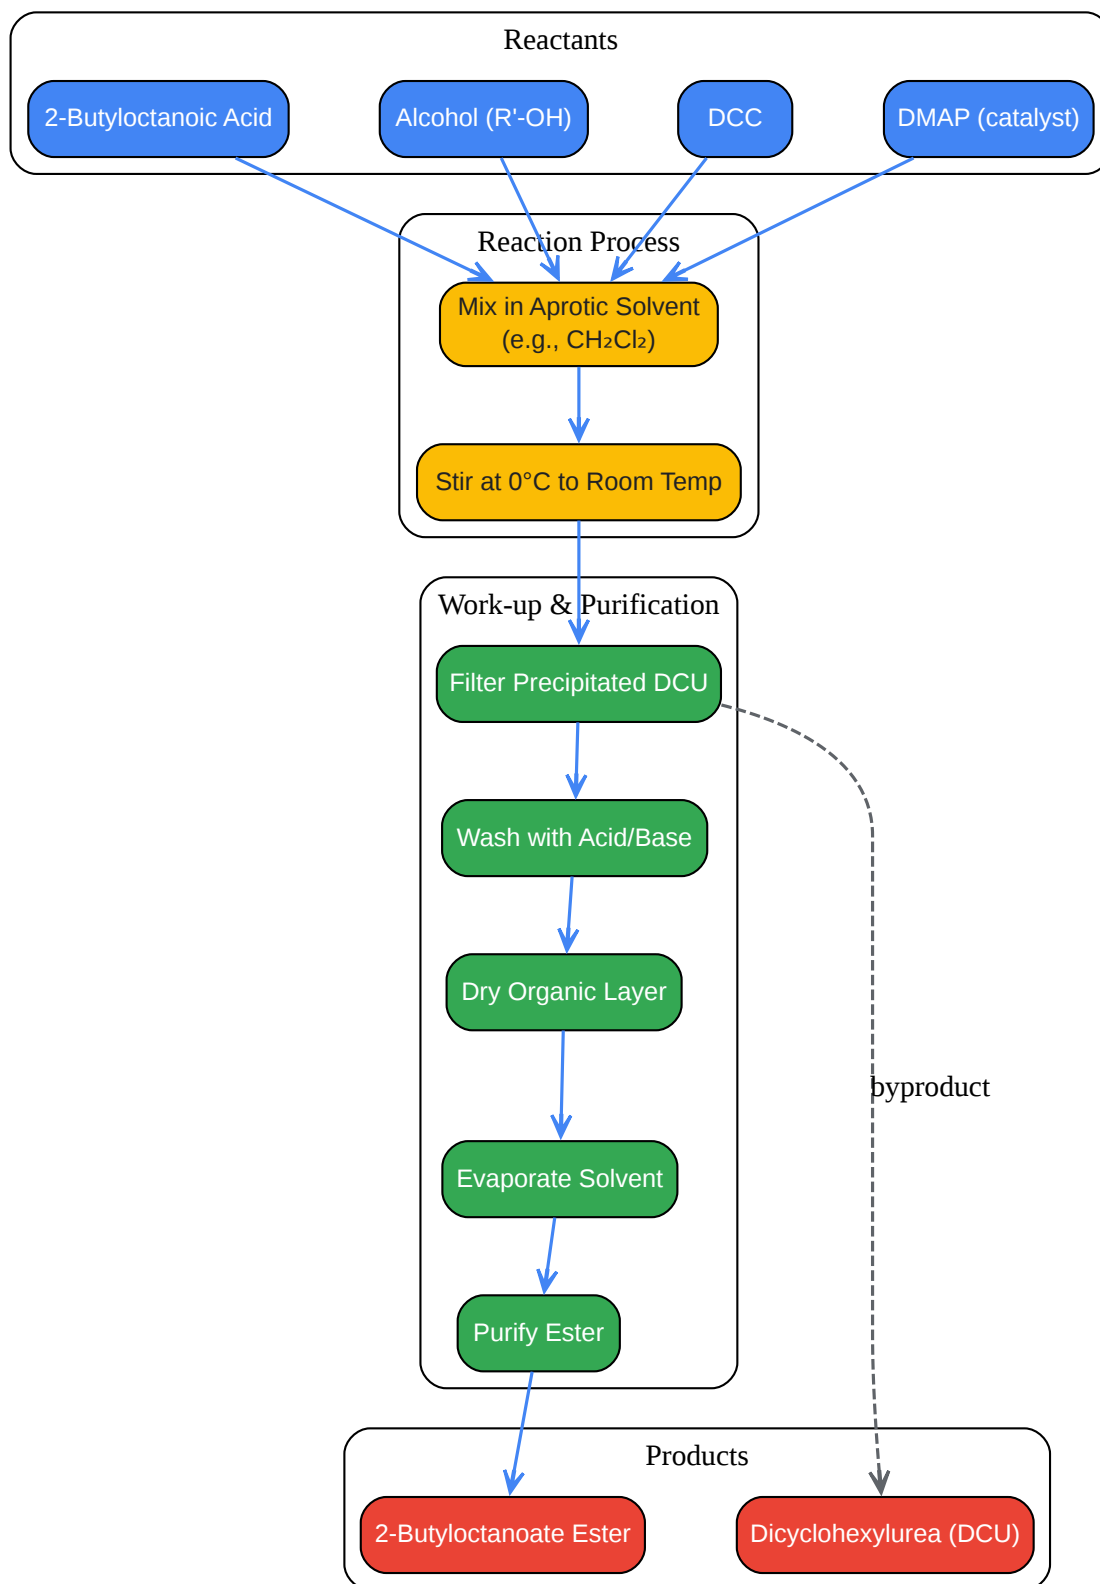 Reactants
2-Butyloctanoic Acid
Alcohol (R'-OH)
DCC
DMAP (catalyst)
Reaction Process
Mix in Aprotic Solvent
(e.g., CH₂Cl₂)
Stir at 0°C to Room Temp
Work-up & Purification
Filter Precipitated DCU
Wash with Acid/Base
Dry Organic Layer
byproduct
Evaporate Solvent
Purify Ester
Products
2-Butyloctanoate Ester
Dicyclohexylurea (DCU)